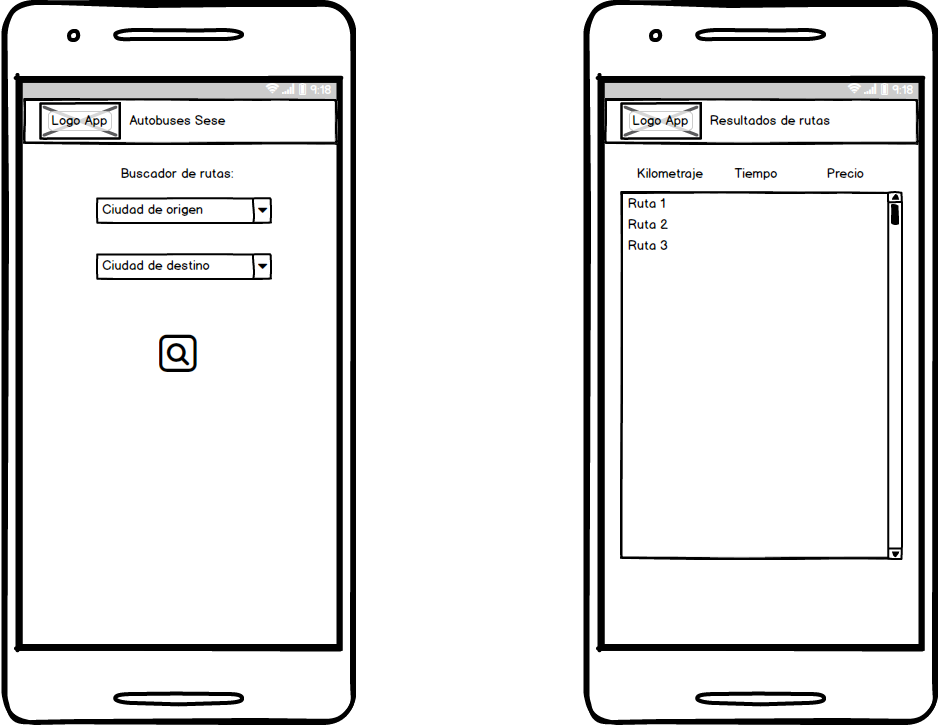 9:18
Logo App Autobuses Sese
Buscador de rutas:
Ciudad de origen
Ciudad de destino
9:18
Logo App Resultados de rutas
Kilometraje Tiempo Precio
Ruta 1
Ruta 2
Ruta 3